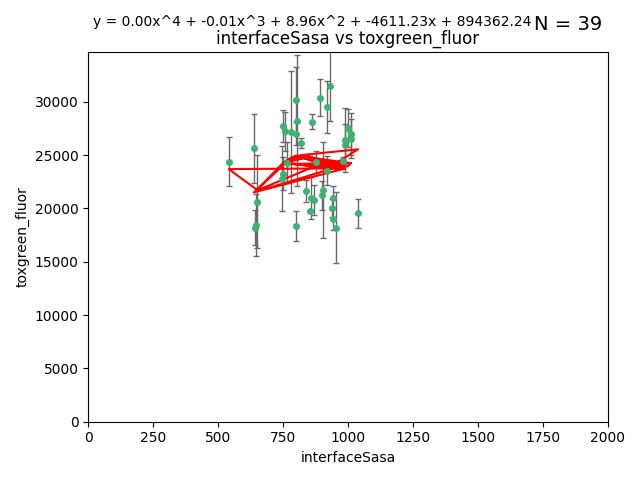 y = 0.00x^4 + -0.01x^3 + 8.96x^2 + -4611.23x + 894362.24 N = 39
interfaceSasa vs toxgreen_fluor
toxgreen_fluor
30000
25000
20000
15000
10000
5000
0
0 250 500 750 1000 1250 1500 1750 2000
interfaceSasa